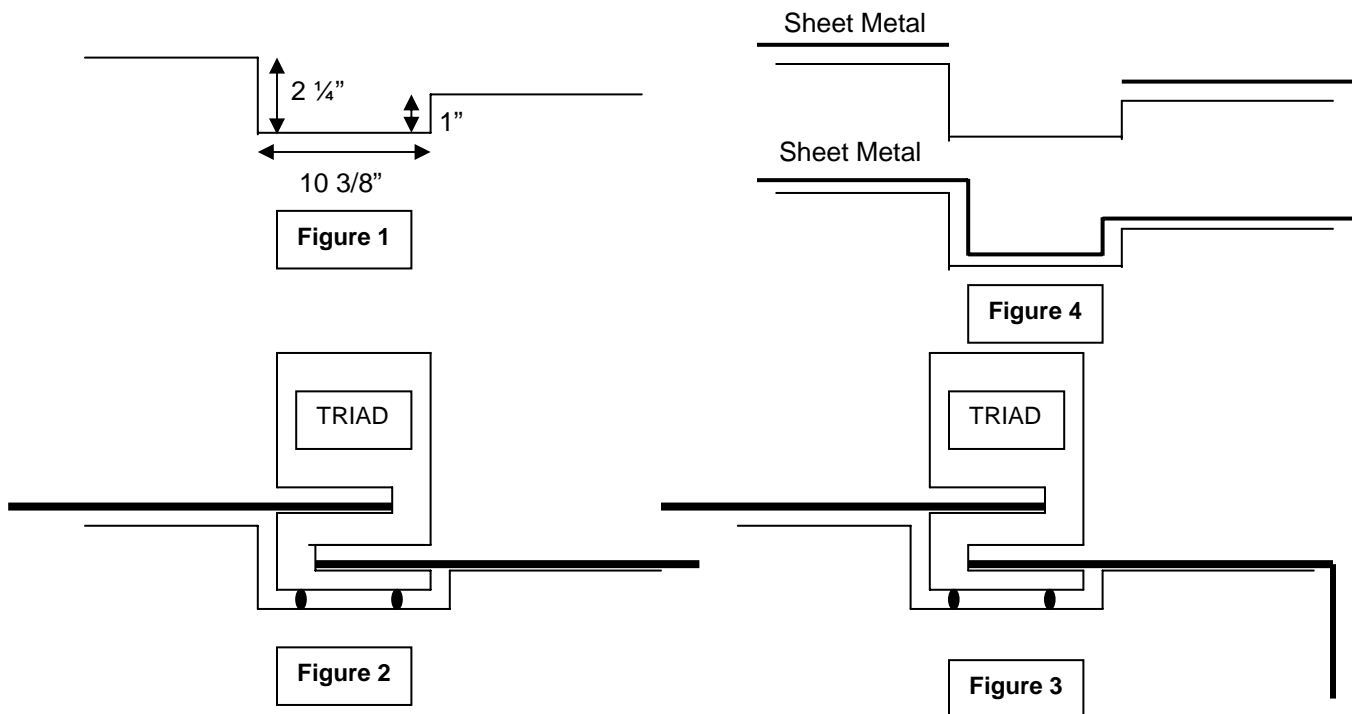 Sheet Metal
2 ¼”
1”
10 3/8”
Figure 1
Sheet Metal
Figure 4
TRIAD
Figure 2
TRIAD
Figure 3